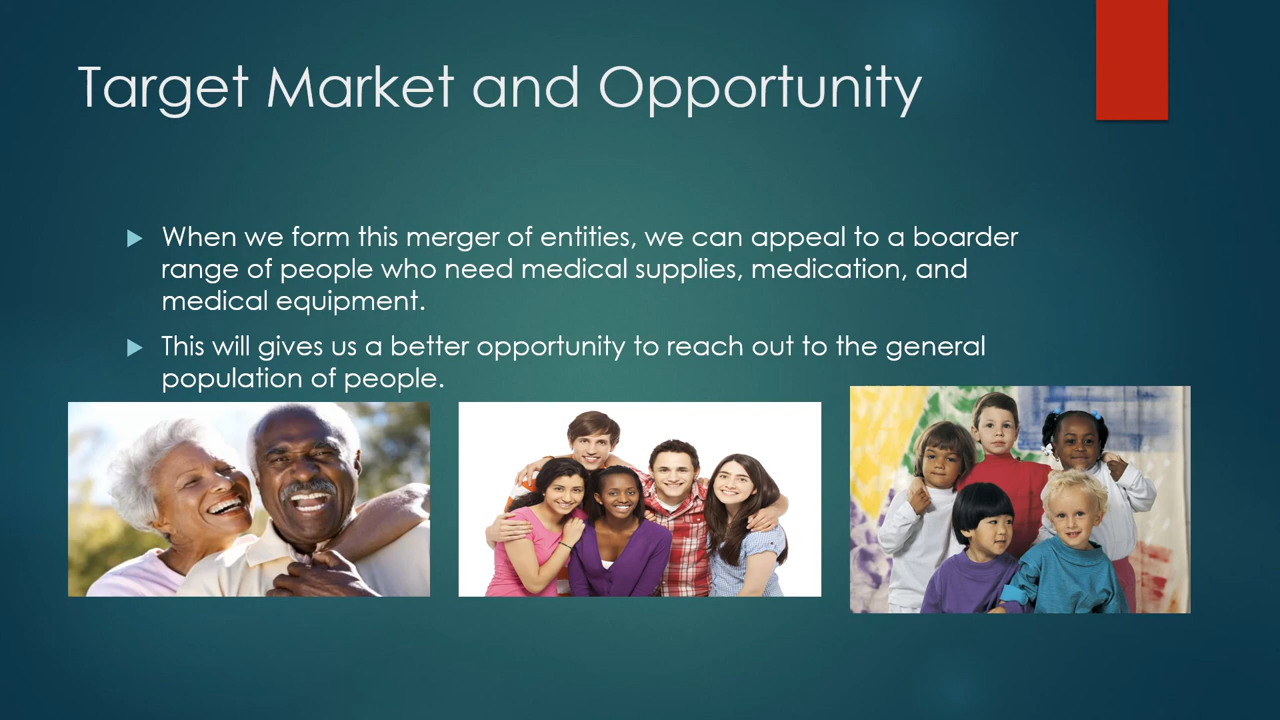 Target Market and Opportunity
When we form this merger of entities, we can appeal to a boarder
range of people who need medical supplies, medication, and
medical equipment.
This will gives us a better opportunity to reach out to the general
population of people.